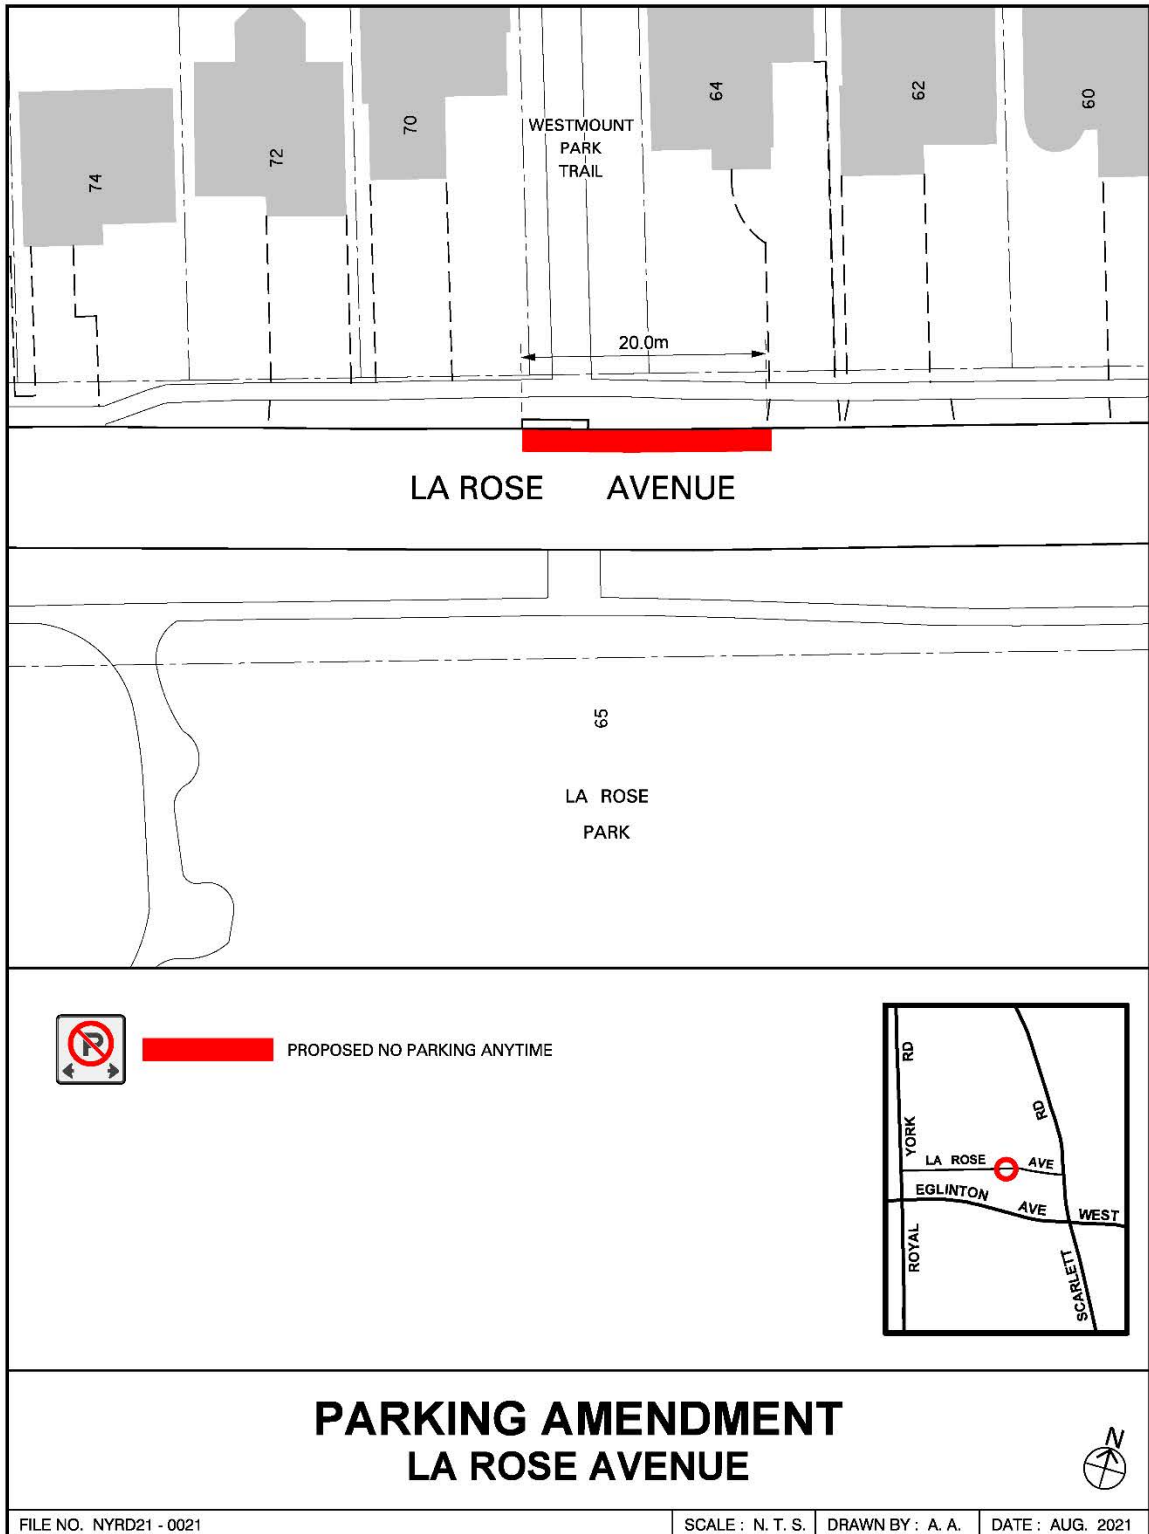 74
72
70
WESTMOUNT
PARK
TRAIL
64
62
60
20.0m
LA ROSE AVENUE
65
LA ROSE
PARK
P
PROPOSED NO PARKING ANYTIME
ROYAL YORK RD
SCARLETT RD
LA ROSE AVE
EGLINTON AVE WEST
PARKING AMENDMENT
LA ROSE AVENUE
N
FILE NO. NYRD21 - 0021
SCALE : N. T. S.
DRAWN BY : A. A.
DATE : AUG. 2021